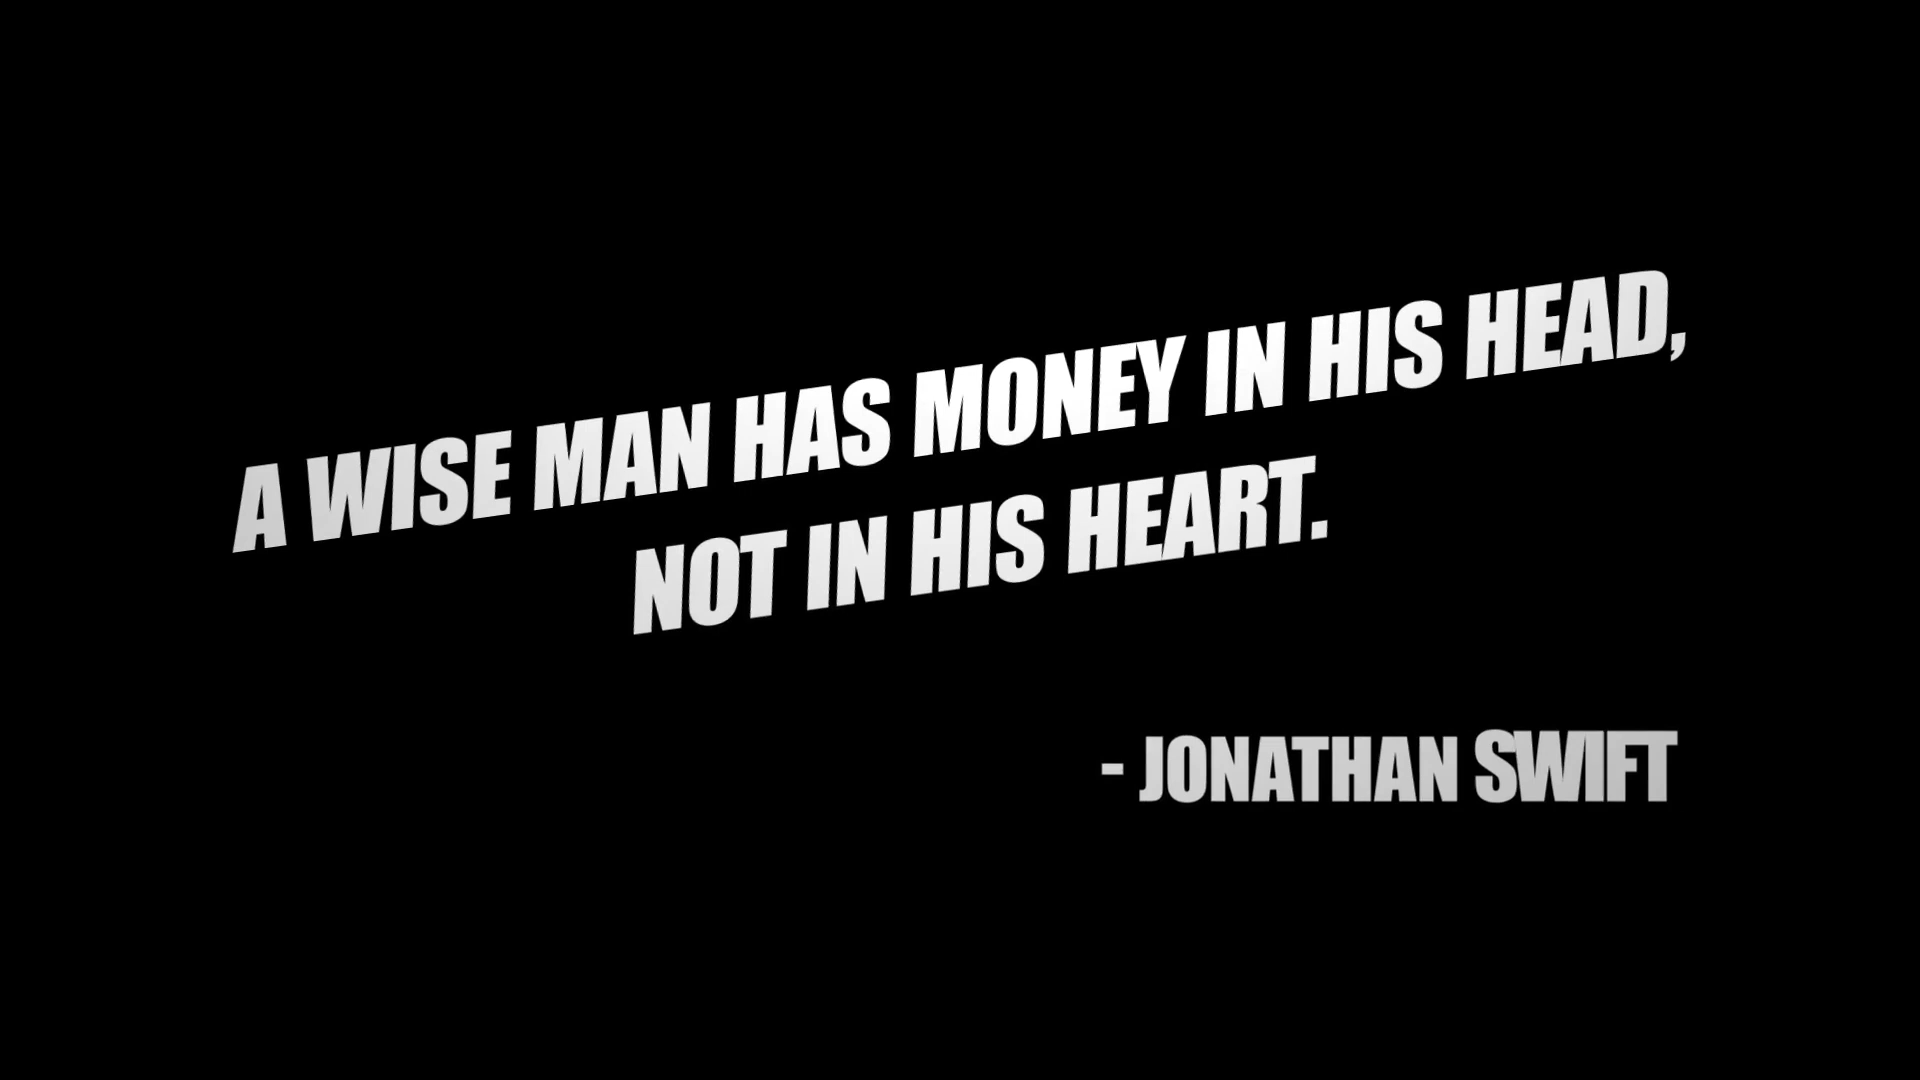 A WISE MAN HAS MONEY IN HIS HEAD,
NOT IN HIS HEART.
- JONATHAN SWIFT